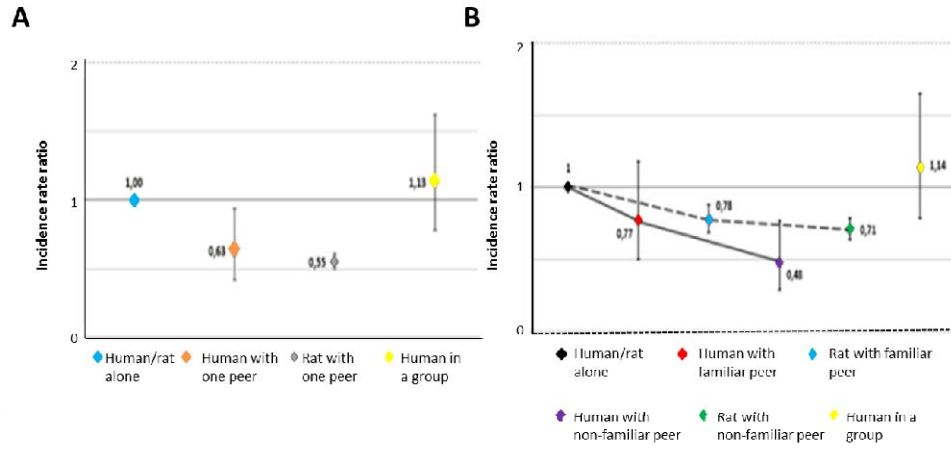 A
Incidence rate ratio
2
1
0
1,00
0,63
0,55
1,13
Human/rat alone
Human with one peer
Rat with one peer
Human in a group
B
Incidence rate ratio
2
1
0
1
0,77
0,78
0,48
0,71
1,14
Human/rat alone
Human with familiar peer
Rat with familiar peer
Human with non-familiar peer
Rat with non-familiar peer
Human in a group